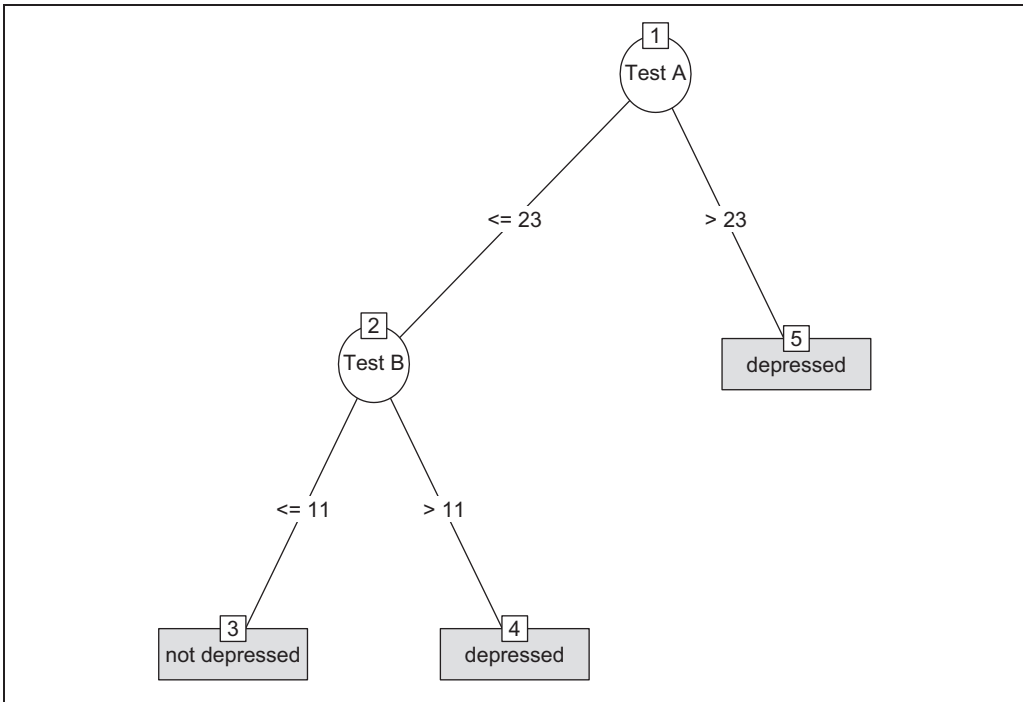 1
Test A
<= 23
> 23
2
Test B
5
depressed
<= 11
> 11
3
not depressed
4
depressed